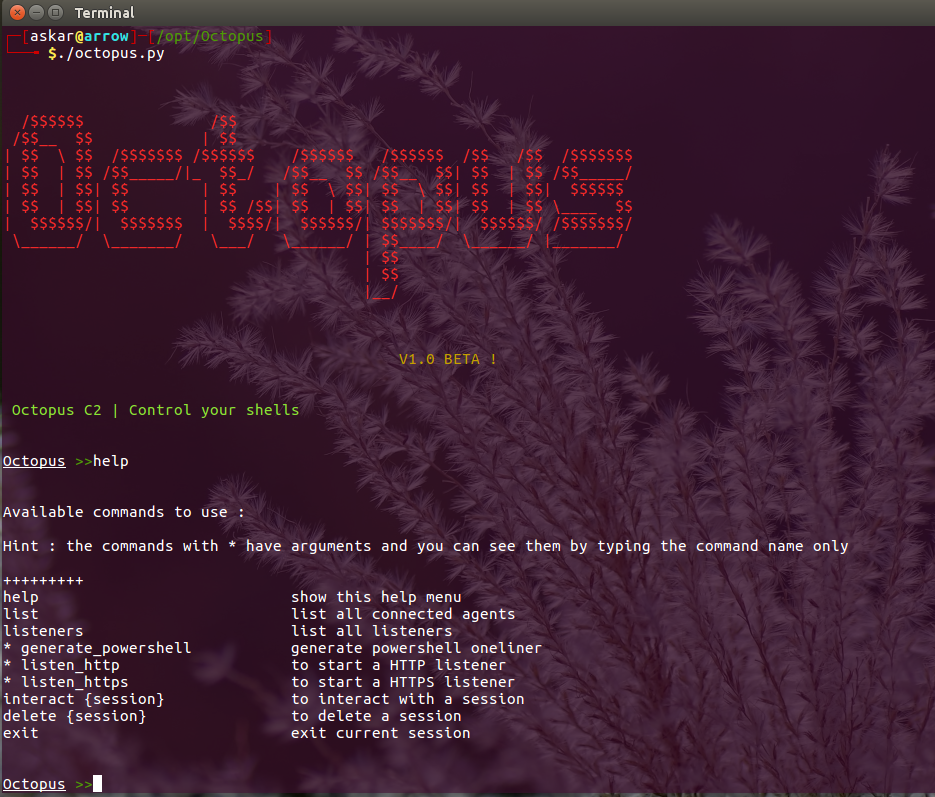 Terminal
[askar@arrow]-[/opt/Octopus]
$./octopus.py
  /$$$$$$              /$$
 /$$__  $$            | $$
| $$  \ $$  /$$$$$$$ /$$$$$$    /$$$$$$   /$$$$$$  /$$   /$$  /$$$$$$$
| $$  | $$ /$$_____/|_  $$_/   /$$__  $$ /$$__  $$| $$  | $$ /$$_____/
| $$  | $$| $$        | $$    | $$  \ $$| $$  \ $$| $$  | $$|  $$$$$$
| $$  | $$| $$        | $$ /$$| $$  | $$| $$  | $$| $$  | $$ \____  $$
|  $$$$$$/|  $$$$$$$  |  $$$$/|  $$$$$$/| $$$$$$$/|  $$$$$$/ /$$$$$$$/
 \______/  \_______/   \___/   \______/ | $$____/  \______/ |_______/
                                        | $$
                                        | $$
                                        |__/
V1.0 BETA !
Octopus C2 | Control your shells
Octopus >>help
Available commands to use :
Hint : the commands with * have arguments and you can see them by typing the command name only
+++++++++
help                            show this help menu
list                            list all connected agents
listeners                       list all listeners
* generate_powershell           generate powershell oneliner
* listen_http                   to start a HTTP listener
* listen_https                  to start a HTTPS listener
interact {session}              to interact with a session
delete {session}                to delete a session
exit                            exit current session
Octopus >>